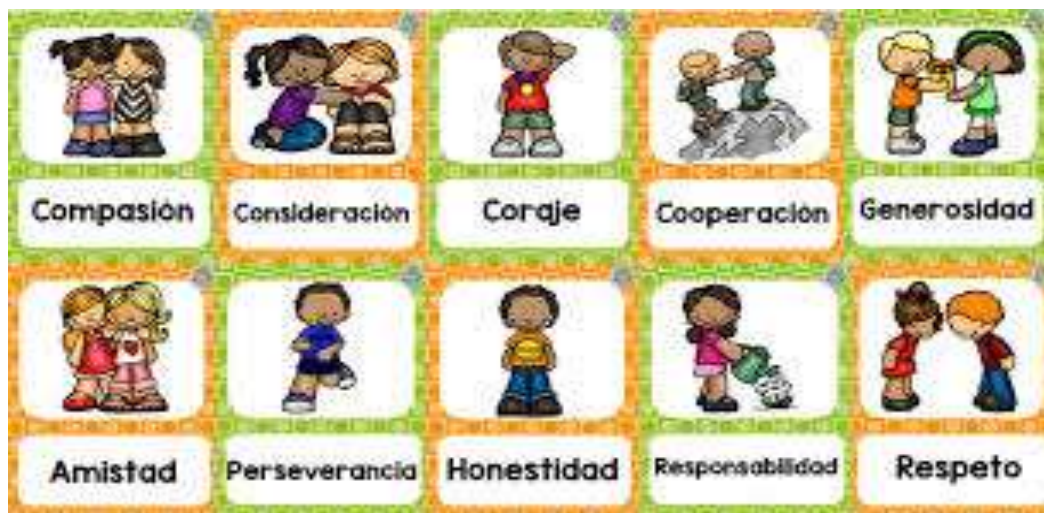 Compasión
Consideración
Coraje
Cooperación
Generosidad
Amistad
Perseverancia
Honestidad
Responsabilidad
Respeto